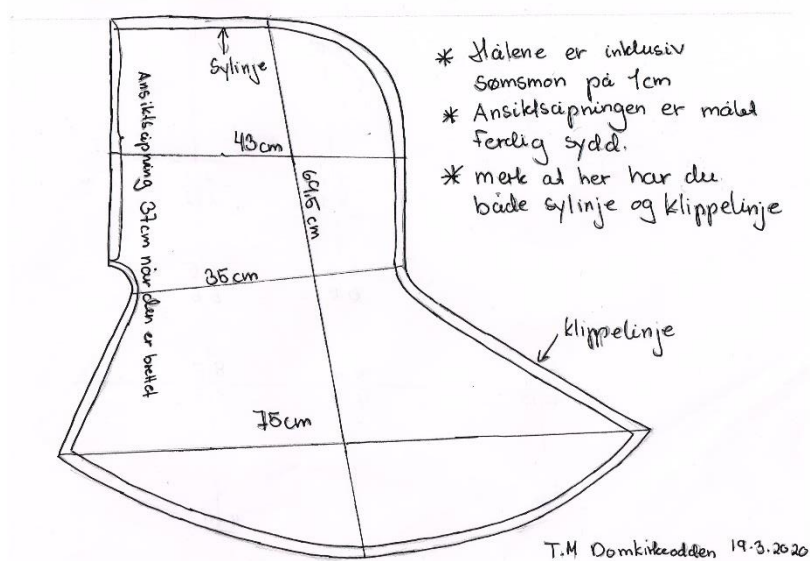 Sylinje
* Målene er inklusiv
sømsmon på 1cm
* Ansiktsåpningen er målet
ferdig sydd.
* merk at her har du
både sylinje og klippelinje
Ansiktsåpning 37cm når den er brettet
43cm
69,5 cm
35cm
klippelinje
75cm
T.M Domkirkeodden 19.3.2020